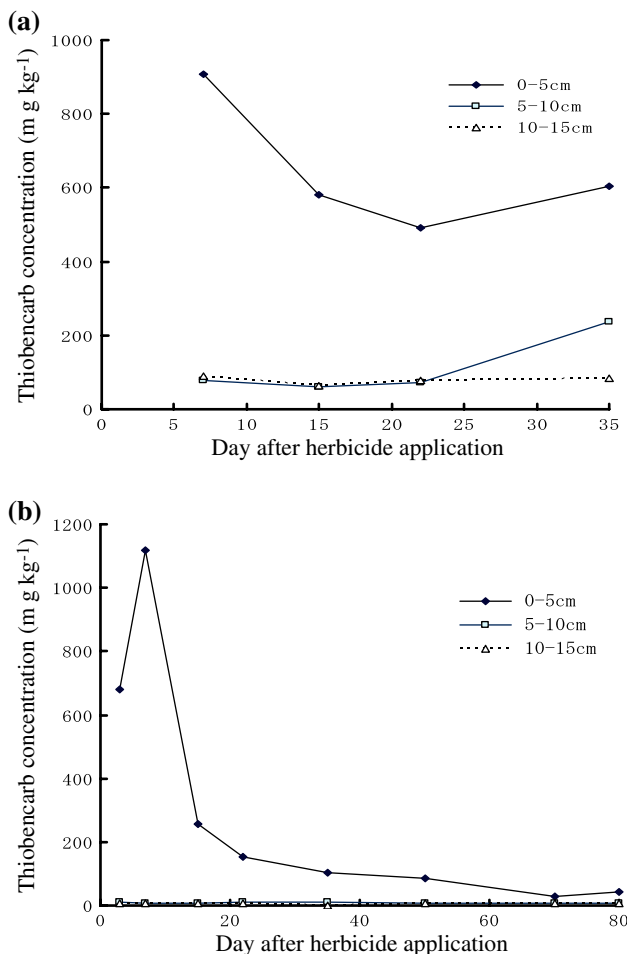 (a)
Thiobencarb concentration (m g kg-1)
1000
800
600
400
200
0
0-5cm
5-10cm
10-15cm
0 5 10 15 20 25 30 35
Day after herbicide application
(b)
Thiobencarb concentration (m g kg-1)
1200
1000
800
600
400
200
0
0-5cm
5-10cm
10-15cm
0 20 40 60 80
Day after herbicide application